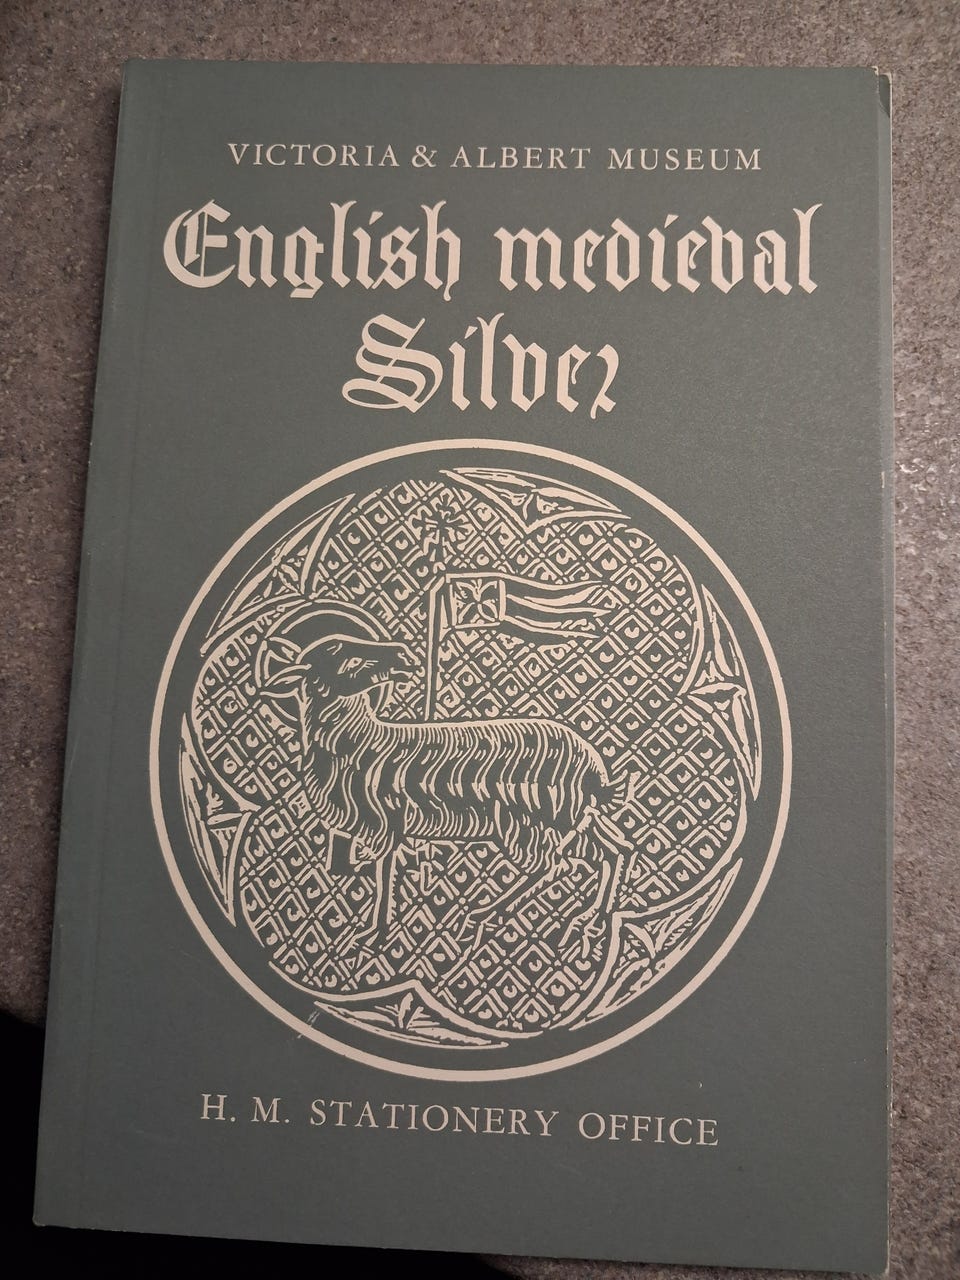 VICTORIA & ALBERT MUSEUM
English medieval
Silver
H. M. STATIONERY OFFICE